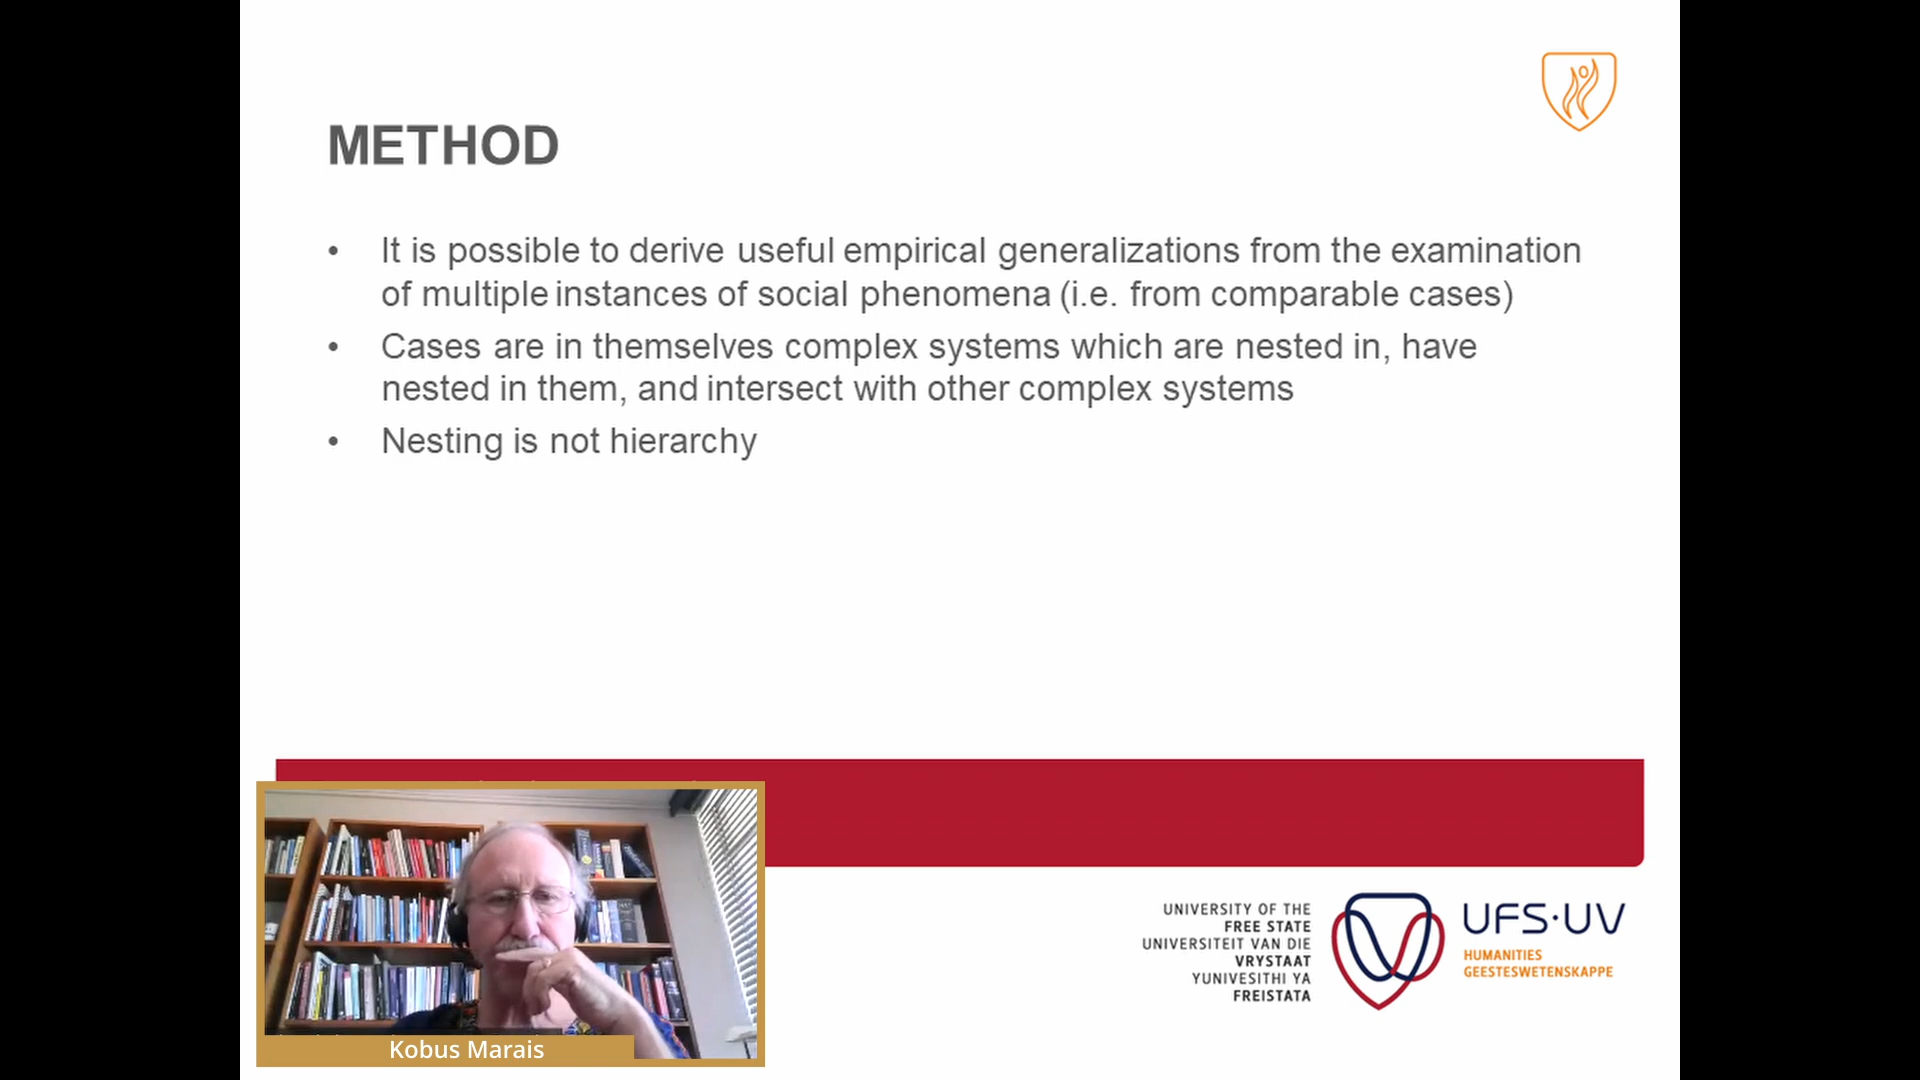 METHOD
• It is possible to derive useful empirical generalizations from the examination
of multiple instances of social phenomena (i.e. from comparable cases)
• Cases are in themselves complex systems which are nested in, have
nested in them, and intersect with other complex systems
• Nesting is not hierarchy
Kobus Marais
UNIVERSITY OF THE
FREE STATE
UNIVERSITEIT VAN DIE
VRYSTAAT
YUNIVESITHI YA
FREISTATA
UFS·UV
HUMANITIES
GEESTESWETENSKAPPE